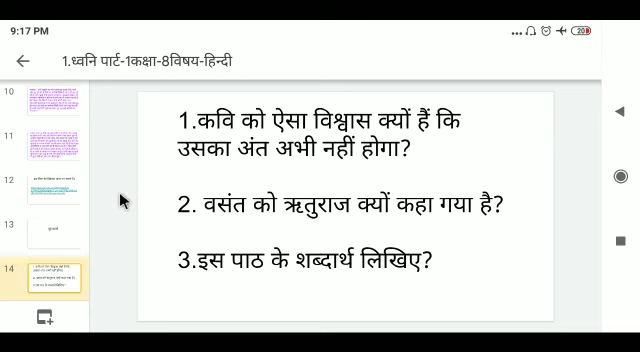 9:17 PM
20
1.ध्वनि पार्ट-1कक्षा-8विषय-हिन्दी
10
11
12
13
14
1.कवि को ऐसा विश्वास क्यों हैं कि
उसका अंत अभी नहीं होगा?
2. वसंत को ऋतुराज क्यों कहा गया है?
3.इस पाठ के शब्दार्थ लिखिए?